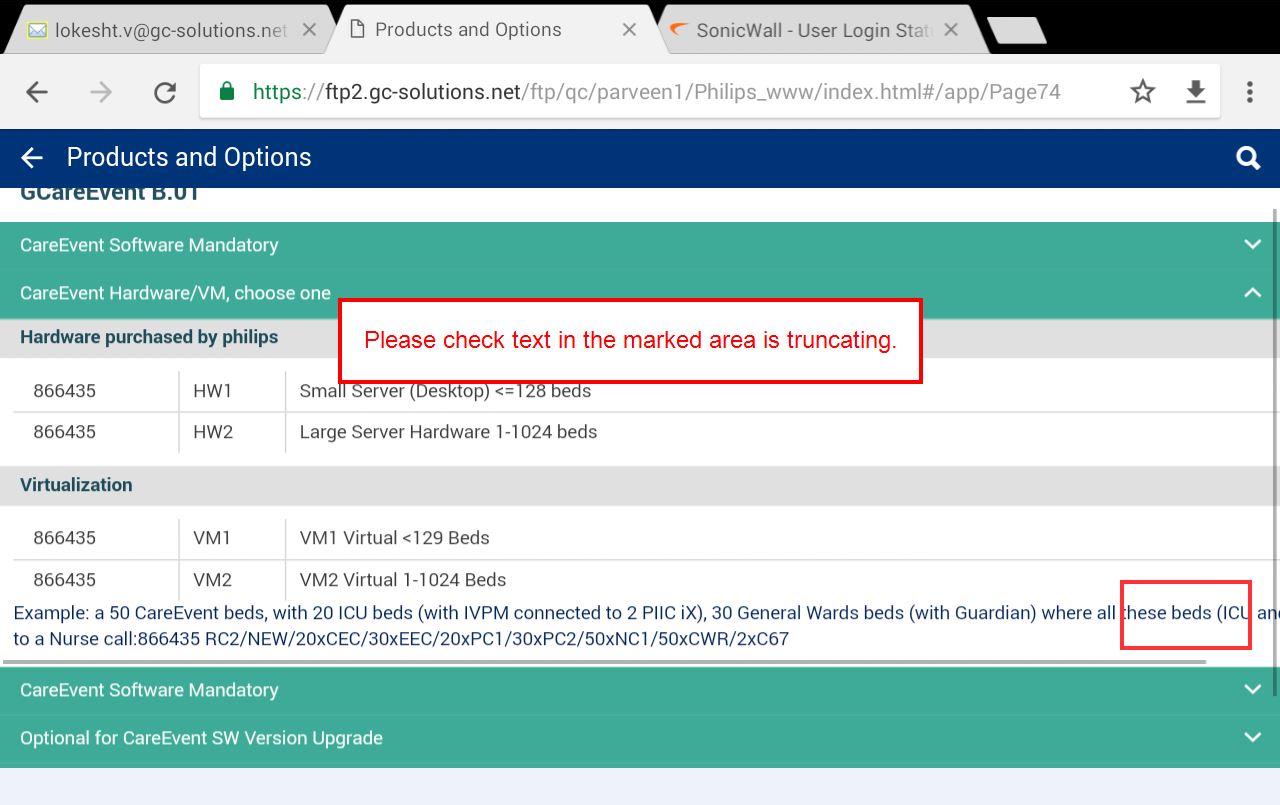 lokesht.v@gc-solutions.net
Products and Options
SonicWall - User Login Stat
https://ftp2.gc-solutions.net/ftp/qc/parveen1/Philips_www/index.html#/app/Page74
Products and Options
GCareEvent B.01
CareEvent Software Mandatory
CareEvent Hardware/VM, choose one
Hardware purchased by philips
Please check text in the marked area is truncating.
866435 HW1 Small Server (Desktop) <=128 beds
866435 HW2 Large Server Hardware 1-1024 beds
Virtualization
866435 VM1 VM1 Virtual <129 Beds
866435 VM2 VM2 Virtual 1-1024 Beds
Example: a 50 CareEvent beds, with 20 ICU beds (with IVPM connected to 2 PIIC iX), 30 General Wards beds (with Guardian) where all these beds (ICU an
to a Nurse call:866435 RC2/NEW/20xCEC/30xEEC/20xPC1/30xPC2/50xNC1/50xCWR/2xC67
CareEvent Software Mandatory
Optional for CareEvent SW Version Upgrade